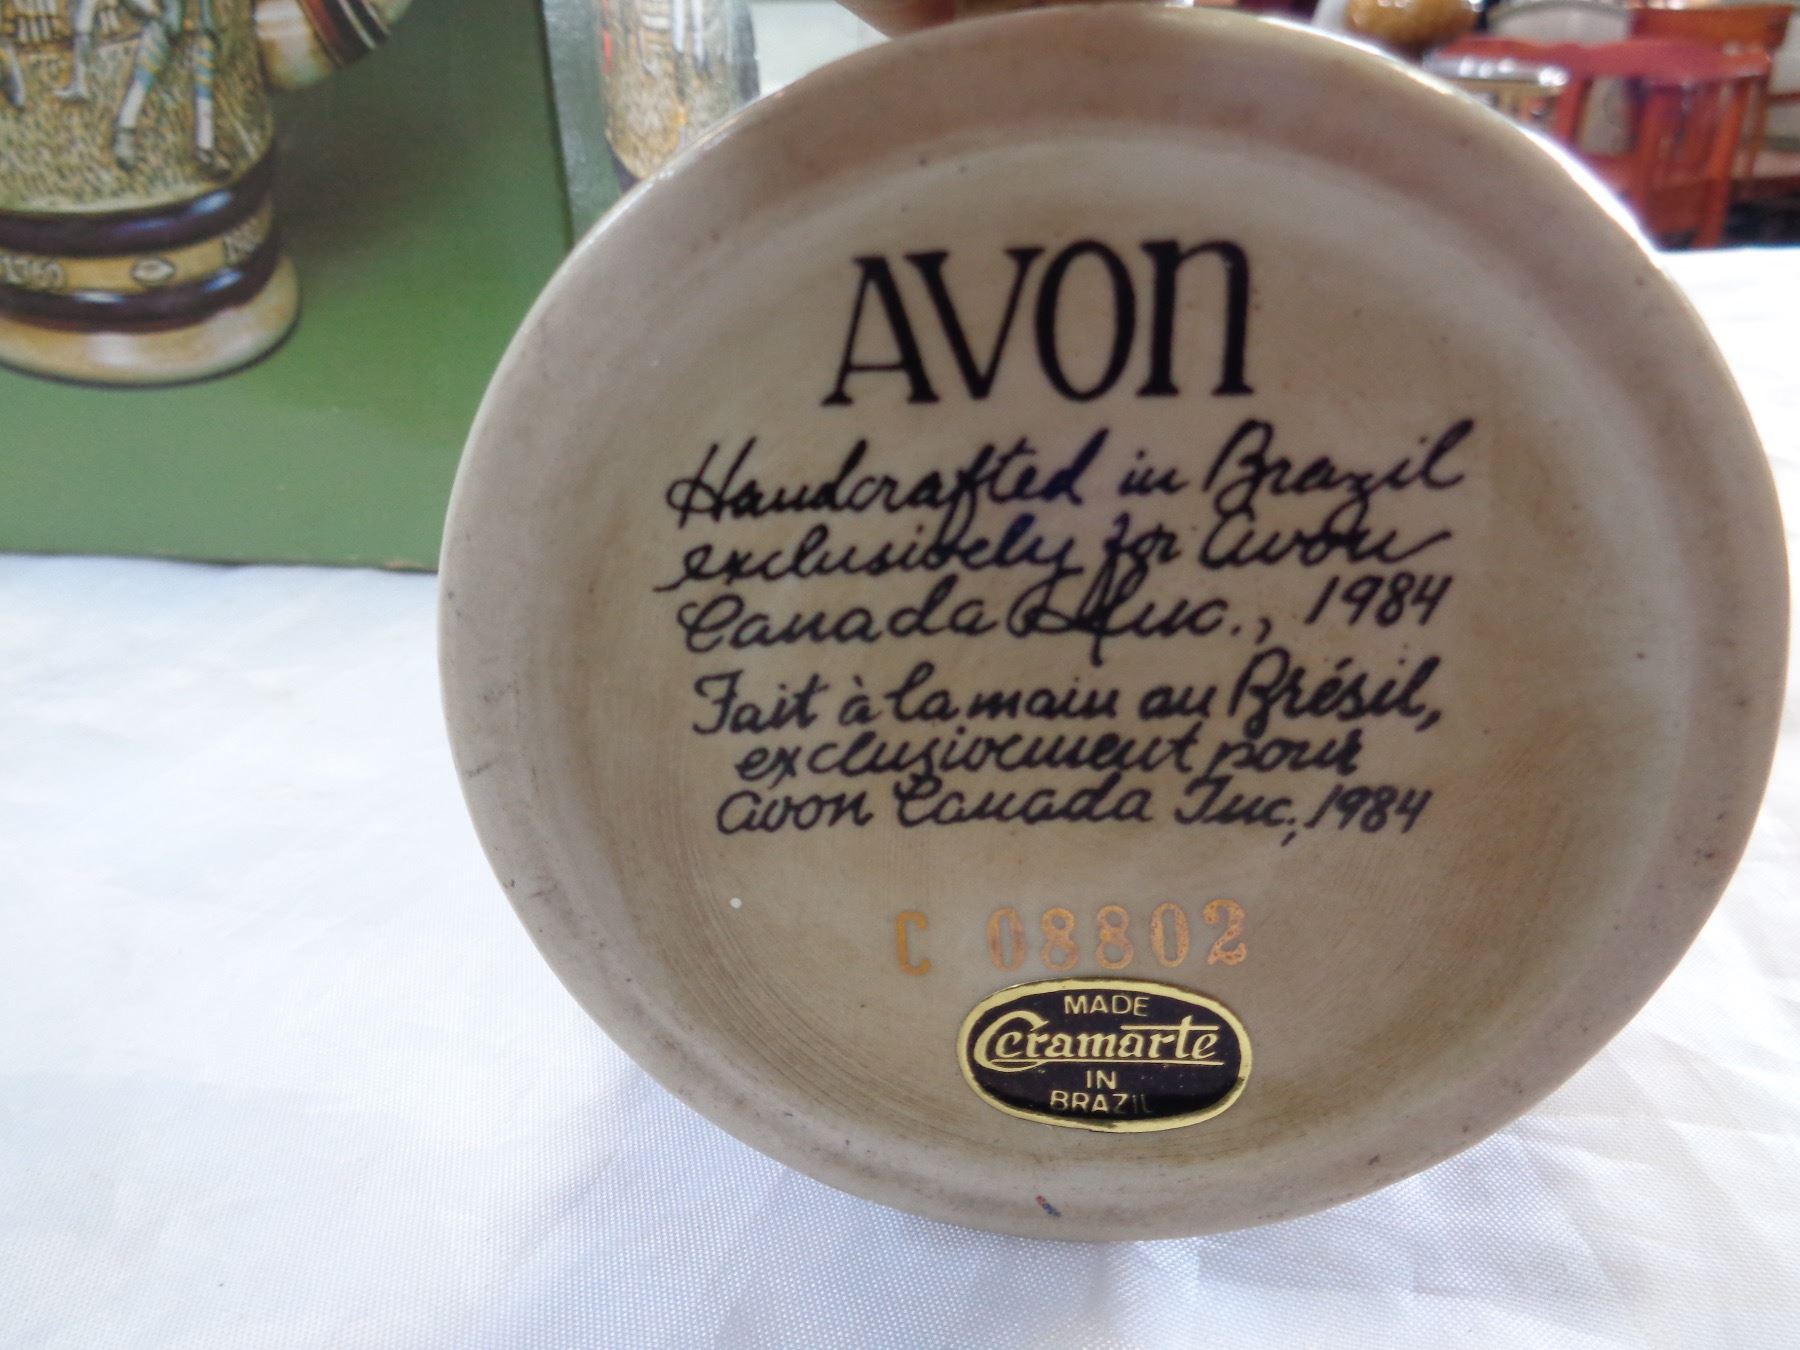 AVON
Handcrafted in Brazil
exclusively for Avon
Canada Inc., 1984
Fait à la main au Brésil,
exclusivement pour
Avon Canada Inc., 1984
C 08802
MADE
Ceramarte
IN
BRAZIL